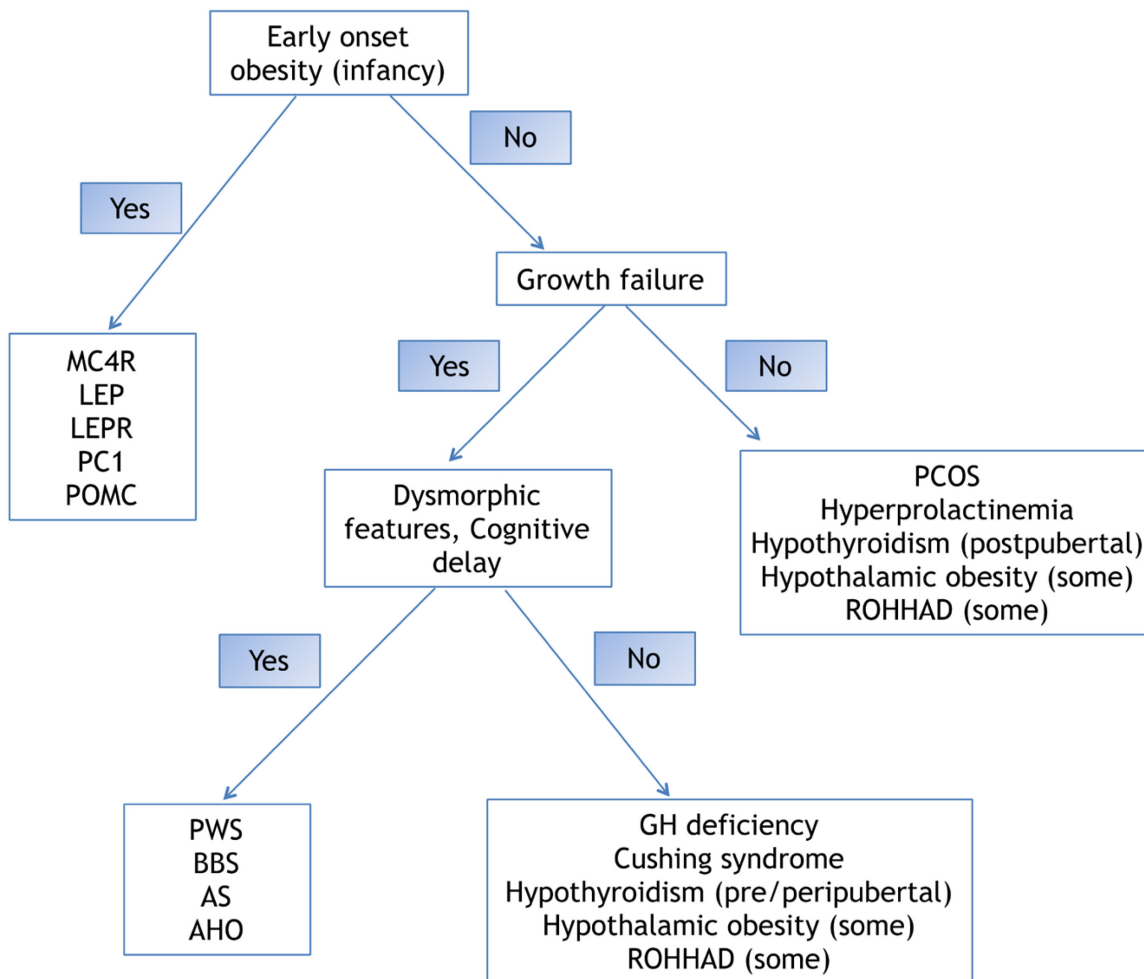 Early onset
obesity (infancy)
No
Yes
Growth failure
MC4R
LEP
LEPR
PC1
POMC
Yes
No
Dysmorphic
features, Cognitive
delay
PCOS
Hyperprolactinemia
Hypothyroidism (postpubertal)
Hypothalamic obesity (some)
ROHHAD (some)
Yes
No
PWS
BBS
AS
AHO
GH deficiency
Cushing syndrome
Hypothyroidism (pre/peripubertal)
Hypothalamic obesity (some)
ROHHAD (some)